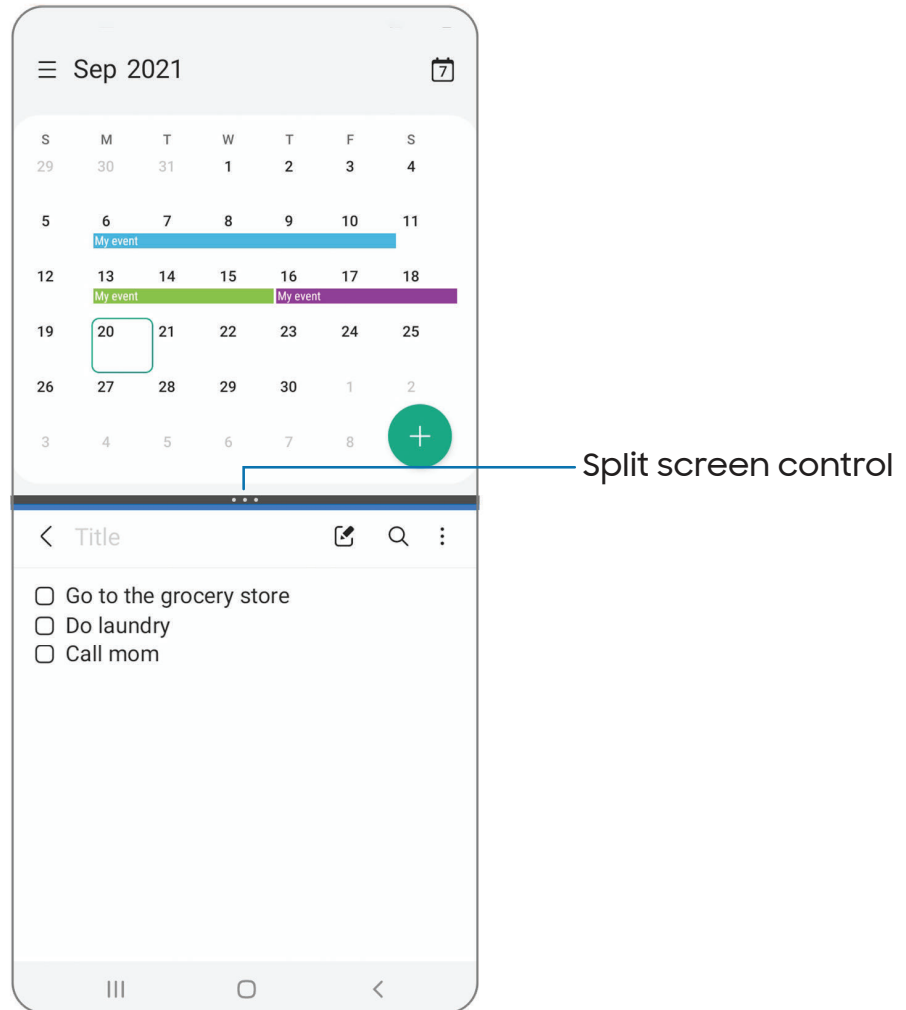 Sep 2021
7
S M T W T F S
29 30 31 1 2 3 4
5 6 7 8 9 10 11
My event
12 13 14 15 16 17 18
My event My event
19 20 21 22 23 24 25
26 27 28 29 30 1 2
3 4 5 6 7 8
Split screen control
Title
Go to the grocery store
Do laundry
Call mom